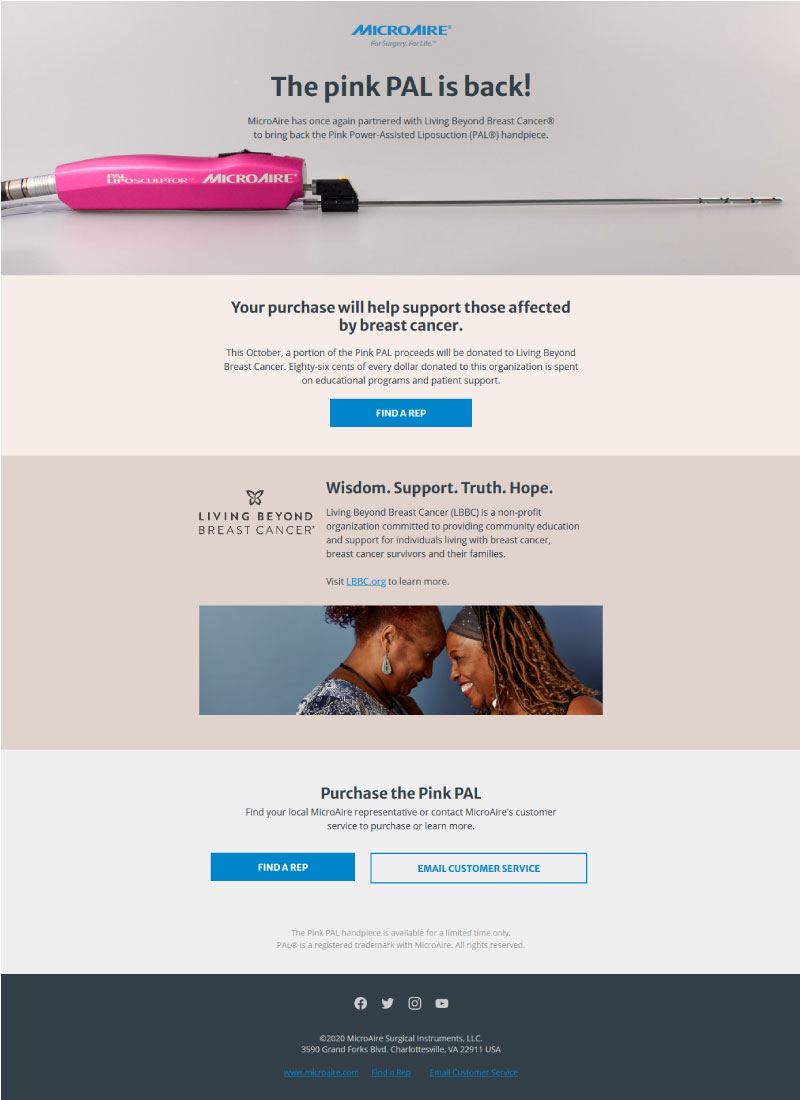 MICROAIRE®
For Surgery. For Life.™
The pink PAL is back!
MicroAire has once again partnered with Living Beyond Breast Cancer®
to bring back the Pink Power-Assisted Liposuction (PAL®) handpiece.
PAL
LIPOSCULPTOR™ MICROAIRE®
Your purchase will help support those affected
by breast cancer.
This October, a portion of the Pink PAL proceeds will be donated to Living Beyond
Breast Cancer. Eighty-six cents of every dollar donated to this organization is spent
on educational programs and patient support.
FIND A REP
LIVING BEYOND
BREAST CANCER®
Wisdom. Support. Truth. Hope.
Living Beyond Breast Cancer (LBBC) is a non-profit
organization committed to providing community education
and support for individuals living with breast cancer,
breast cancer survivors and their families.
Visit LBBC.org to learn more.
Purchase the Pink PAL
Find your local MicroAire representative or contact MicroAire's customer
service to purchase or learn more.
FIND A REP
EMAIL CUSTOMER SERVICE
The Pink PAL handpiece is available for a limited time only.
PAL® is a registered trademark with MicroAire. All rights reserved.
©2020 MicroAire Surgical Instruments, LLC.
3590 Grand Forks Blvd. Charlottesville, VA 22911 USA
www.microaire.com Find a Rep Email Customer Service